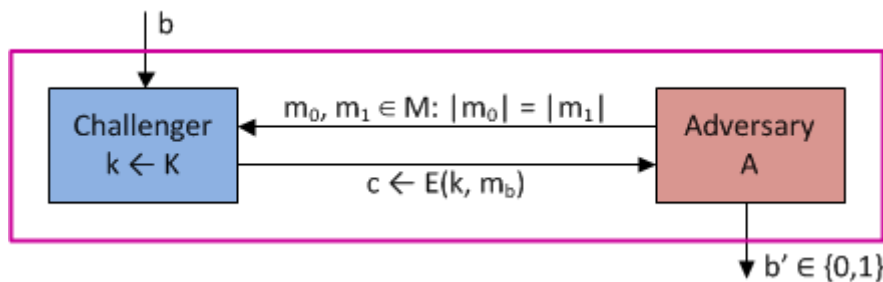 b
Challenger
k ← K
m₀, m₁ ∈ M: |m₀| = |m₁|
c ← E(k, m_b)
Adversary
A
b’ ∈ {0,1}